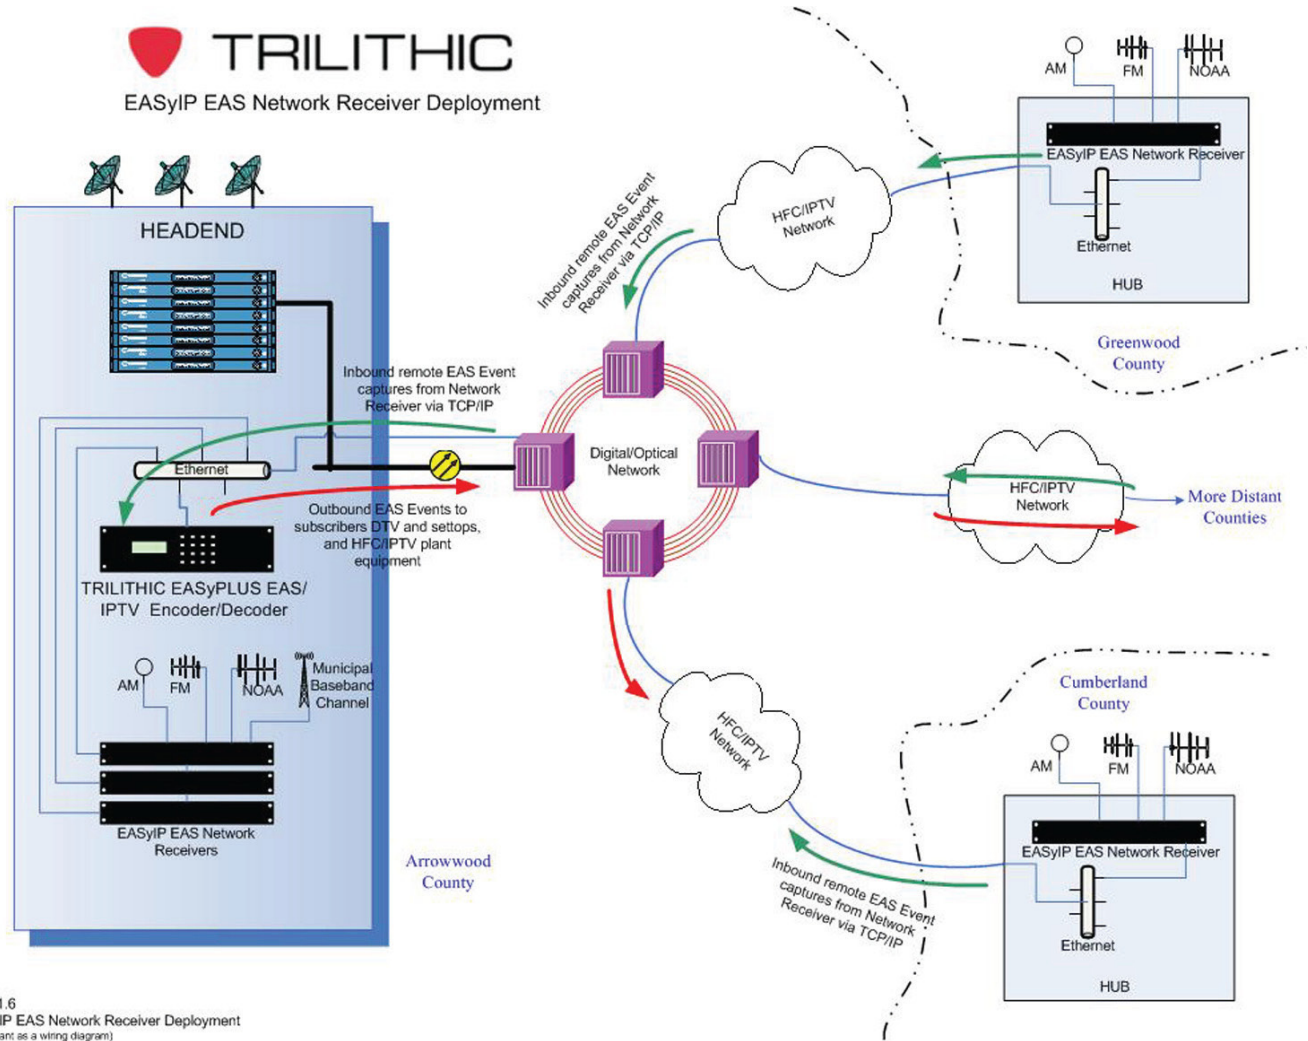 TRILITHIC
EASyIP EAS Network Receiver Deployment
HEADEND
Inbound remote EAS Event
captures from Network
Receiver via TCP/IP
Ethernet
Outbound EAS Events to
subscribers DTV and settops,
and HFC/IPTV plant
equipment
TRILITHIC EASyPLUS EAS/
IPTV Encoder/Decoder
AM
FM
NOAA
Municipal
Baseband
Channel
EASyIP EAS Network
Receivers
Arrowwood
County
Digital/Optical
Network
Inbound remote EAS Event
captures from Network
Receiver via TCP/IP
HFC/IPTV
Network
AM
FM
NOAA
EASyIP EAS Network Receiver
Ethernet
HUB
Greenwood
County
HFC/IPTV
Network
More Distant
Counties
HFC/IPTV
Network
Inbound remote EAS Event
captures from Network
Receiver via TCP/IP
Cumberland
County
AM
FM
NOAA
EASyIP EAS Network Receiver
Ethernet
HUB
1.6
IP EAS Network Receiver Deployment
ant as a wiring diagram)